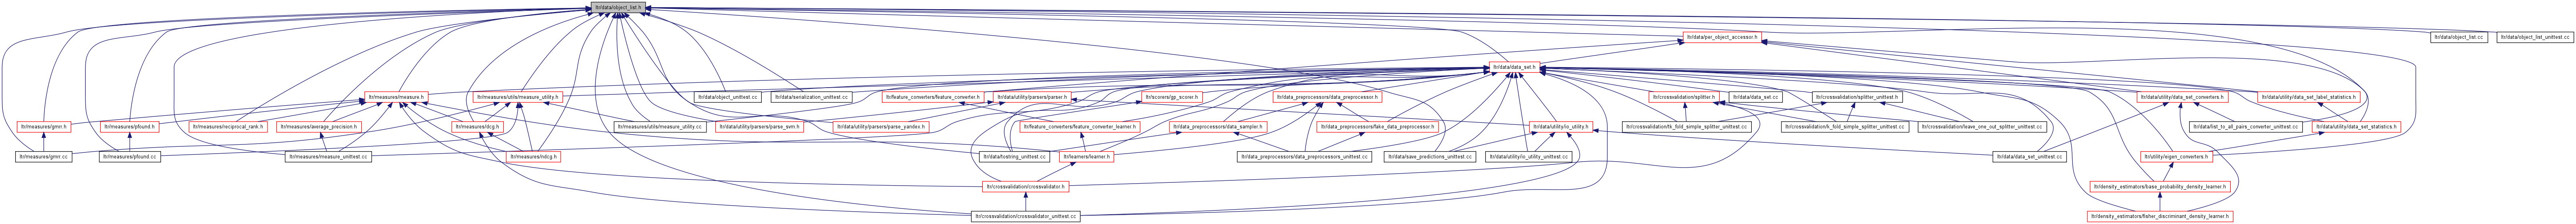 ltr/data/object_list.h
ltr/data/per_object_accessor.h
ltr/data/object_list.cc
ltr/data/object_list_unittest.cc
ltr/data/data_set.h
ltr/measures/measure.h
ltr/measures/utils/measure_utility.h
ltr/data/object_unittest.cc
ltr/data/serialization_unittest.cc
ltr/feature_converters/feature_converter.h
ltr/data/utility/parsers/parser.h
ltr/scorers/gp_scorer.h
ltr/data_preprocessors/data_preprocessor.h
ltr/crossvalidation/splitter.h
ltr/data/data_set.cc
ltr/crossvalidation/splitter_unittest.h
ltr/data/utility/data_set_converters.h
ltr/data/utility/data_set_label_statistics.h
ltr/measures/gmrr.h
ltr/measures/pfound.h
ltr/measures/reciprocal_rank.h
ltr/measures/average_precision.h
ltr/measures/dcg.h
ltr/measures/utils/measure_utility.cc
ltr/data/utility/parsers/parse_svm.h
ltr/data/utility/parsers/parse_yandex.h
ltr/feature_converters/feature_converter_learner.h
ltr/data_preprocessors/data_sampler.h
ltr/data_preprocessors/fake_data_preprocessor.h
ltr/data/utility/io_utility.h
ltr/crossvalidation/tk_fold_simple_splitter_unittest.cc
ltr/crossvalidation/k_fold_simple_splitter_unittest.cc
ltr/crossvalidation/leave_one_out_splitter_unittest.cc
ltr/data/list_to_all_pairs_converter_unittest.cc
ltr/data/utility/data_set_statistics.h
ltr/measures/gmrr.cc
ltr/measures/pfound.cc
ltr/measures/measure_unittest.cc
ltr/measures/ndcg.h
ltr/data/tostring_unittest.cc
ltr/learners/learner.h
ltr/data_preprocessors/data_preprocessors_unittest.cc
ltr/data/save_predictions_unittest.cc
ltr/data/utility/io_utility_unittest.cc
ltr/data/data_set_unittest.cc
ltr/utility/eigen_converters.h
ltr/crossvalidation/crossvalidator.h
ltr/density_estimators/base_probability_density_learner.h
ltr/crossvalidation/crossvalidator_unittest.cc
ltr/density_estimators/fisher_discriminant_density_learner.h